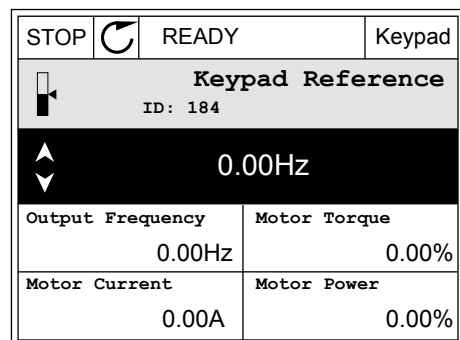 STOP READY Keypad
Keypad Reference
ID: 184
0.00Hz
Output Frequency Motor Torque
0.00Hz 0.00%
Motor Current Motor Power
0.00A 0.00%